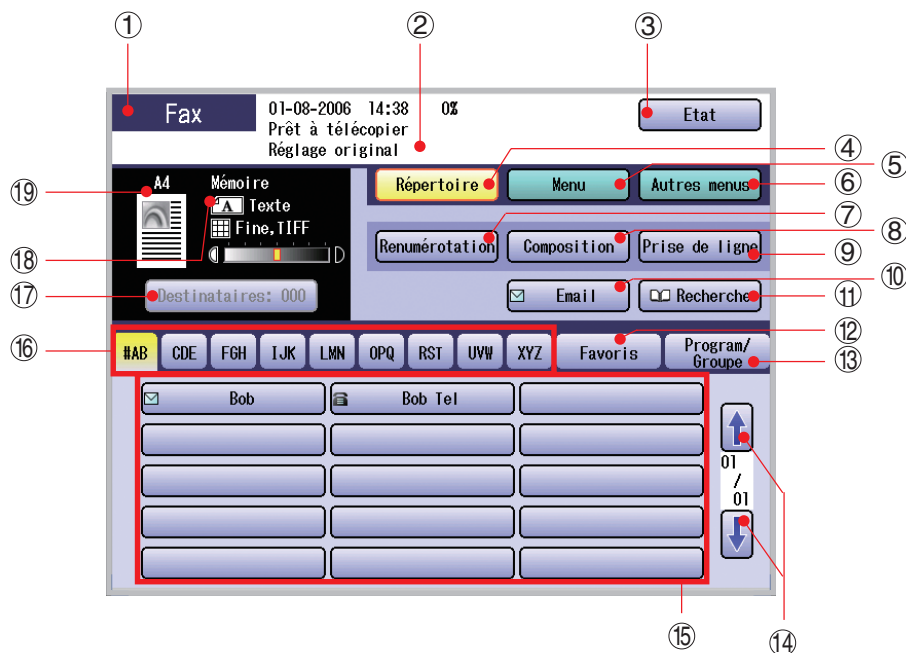 ① ② ③
Fax
01-08-2006 14:38 0%
Prêt à télécopier
Réglage original
Etat
④
⑤
⑥
⑦
⑧
⑨
⑩
⑪
⑫
⑬
⑲
⑱
⑰
⑯
A4
Mémoire
A Texte
Fine,TIFF
Destinataires: 000
Répertoire Menu Autres menus
Renumérotation Composition Prise de ligne
Email Recherche
#AB CDE FGH IJK LMN OPQ RST UVW XYZ Favoris Program/
Groupe
Bob Bob Tel
01
/
01
⑮ ⑭